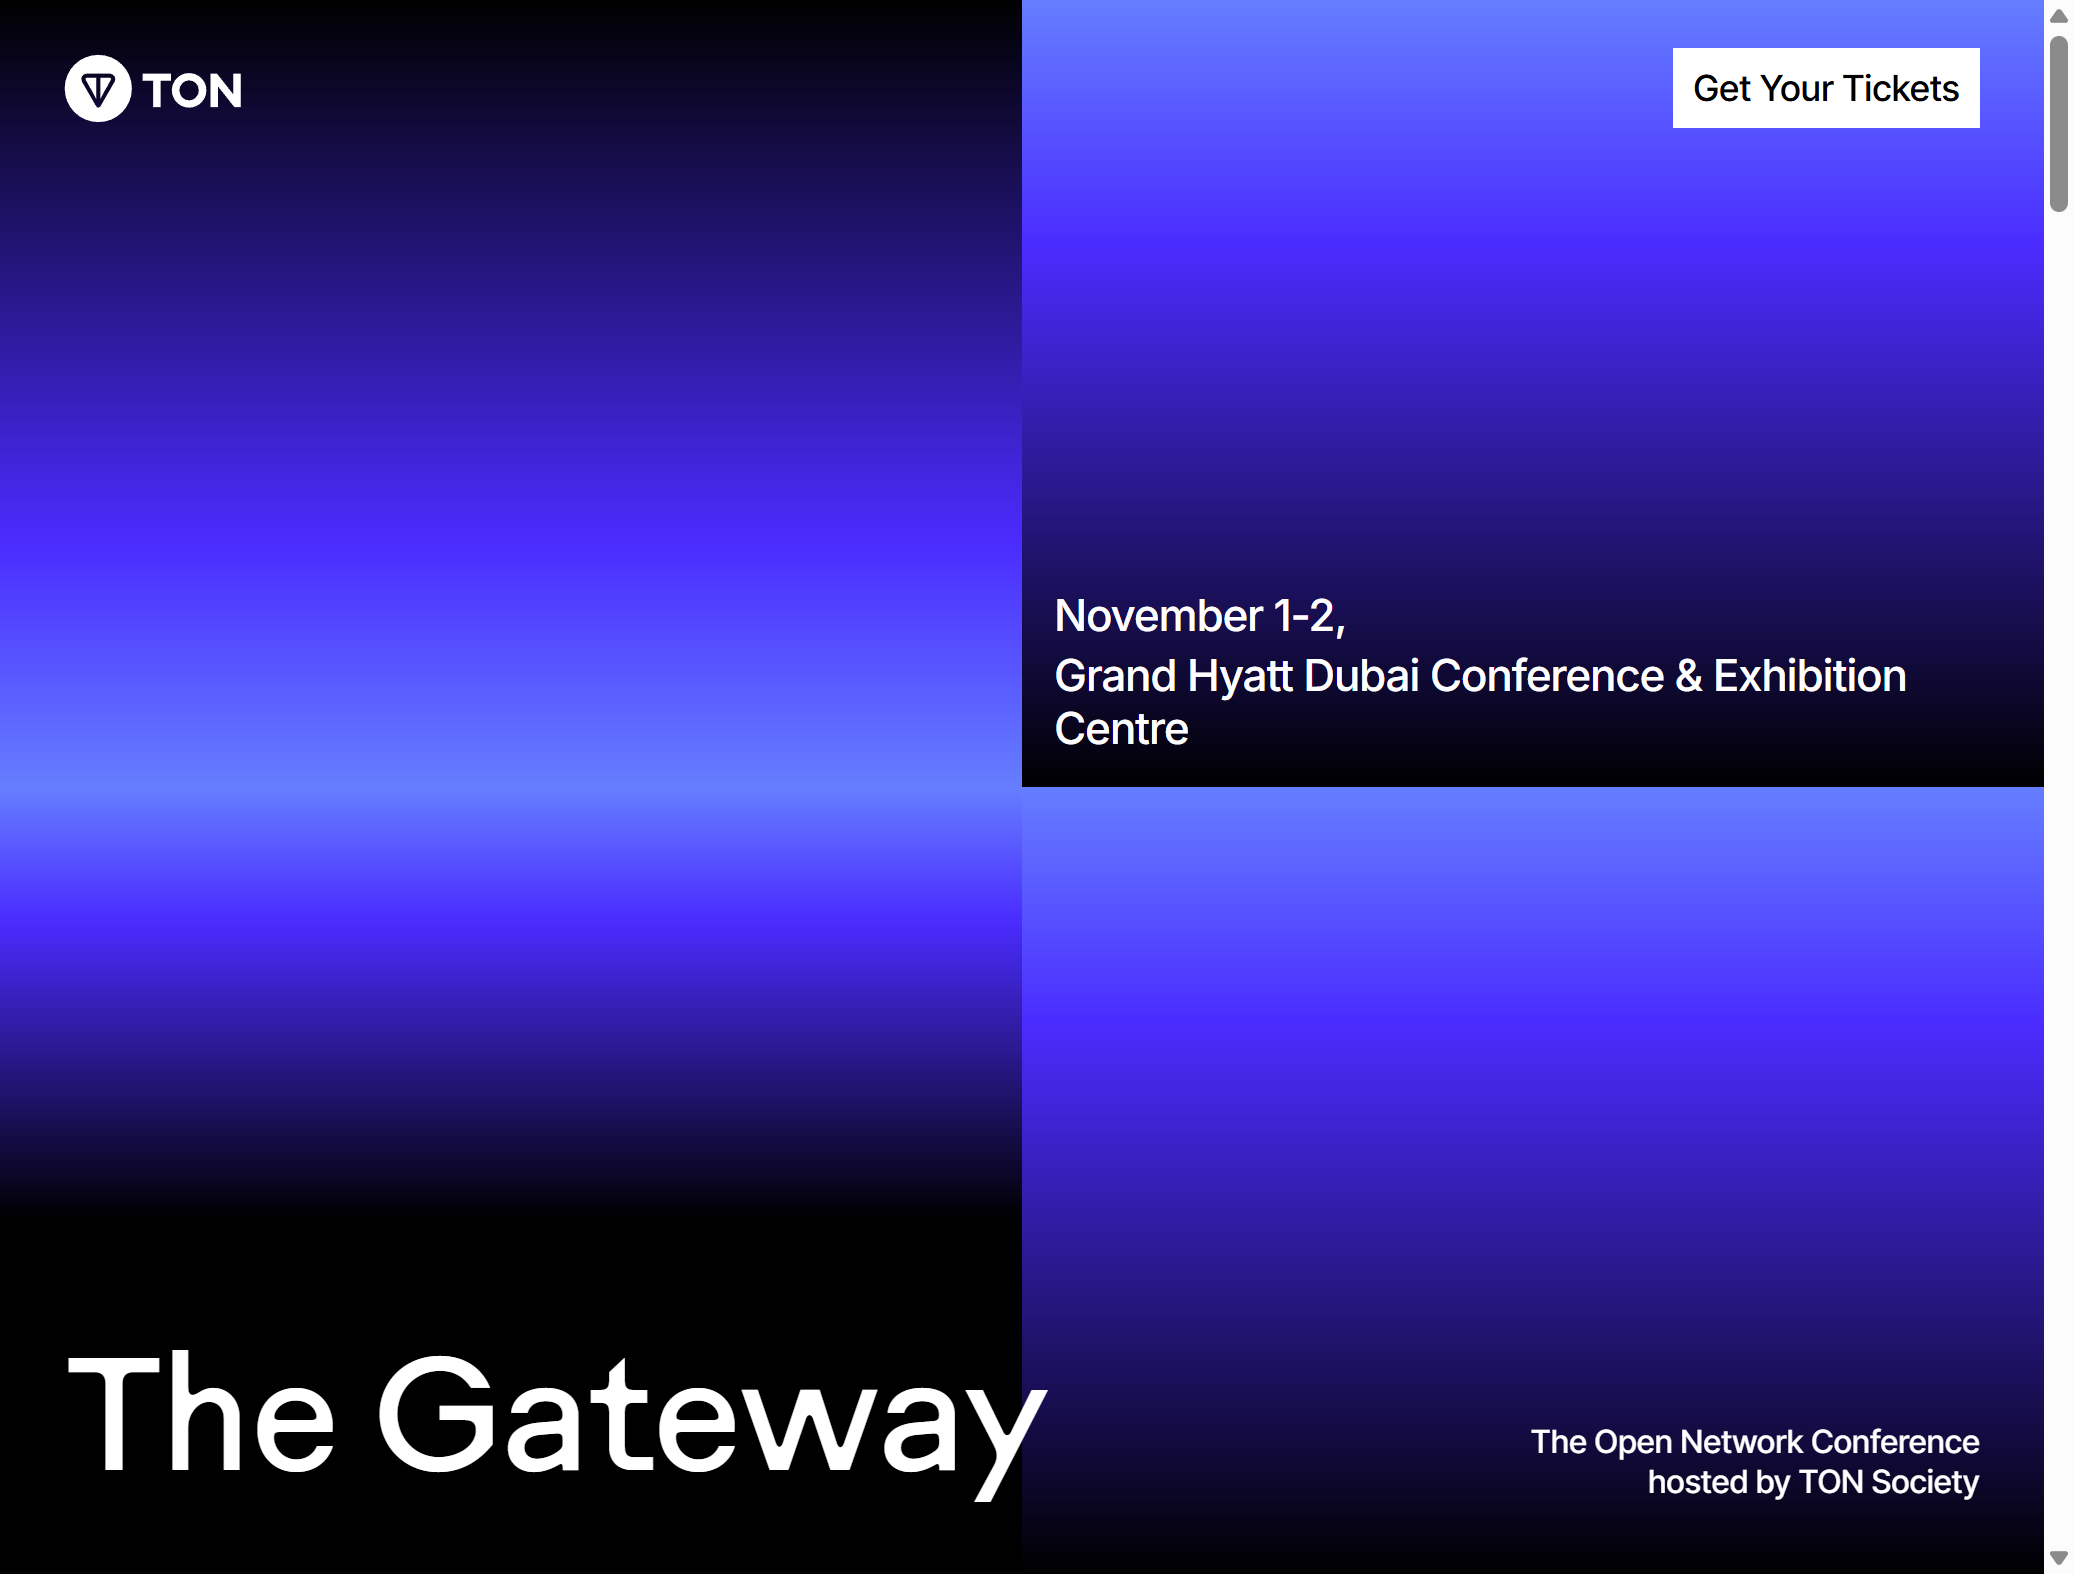 TON
Get Your Tickets
November 1-2,
Grand Hyatt Dubai Conference & Exhibition
Centre
The Gateway
The Open Network Conference
hosted by TON Society